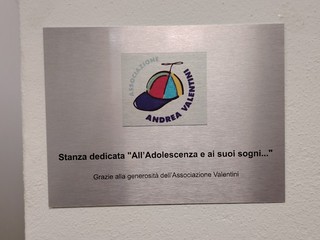 ASSOCIAZIONE
ANDREA VALENTINI
Stanza dedicata "All'Adolescenza e ai suoi sogni..."
Grazie alla generosità dell'Associazione Valentini